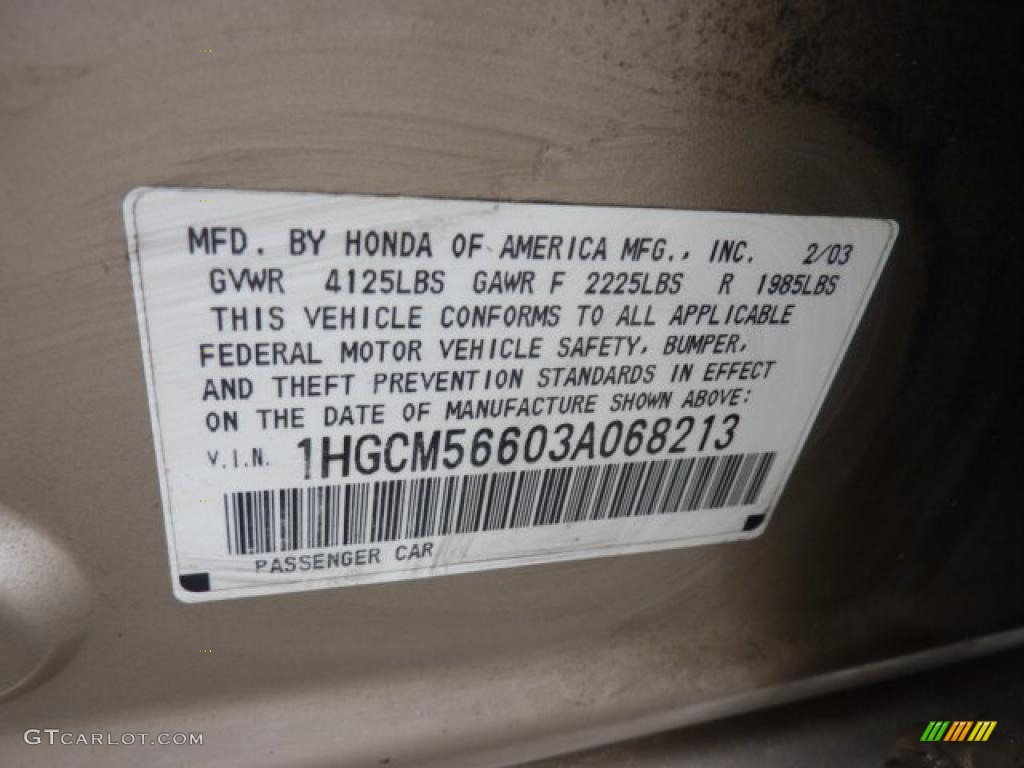 MFD. BY HONDA OF AMERICA MFG., INC. 2/03
GVWR 4125LBS GAWR F 2225LBS R 1985LBS
THIS VEHICLE CONFORMS TO ALL APPLICABLE
FEDERAL MOTOR VEHICLE SAFETY, BUMPER,
AND THEFT PREVENTION STANDARDS IN EFFECT
ON THE DATE OF MANUFACTURE SHOWN ABOVE:
V.I.N. 1HGCM56603A068213
PASSENGER CAR
GTCARLOT.COM